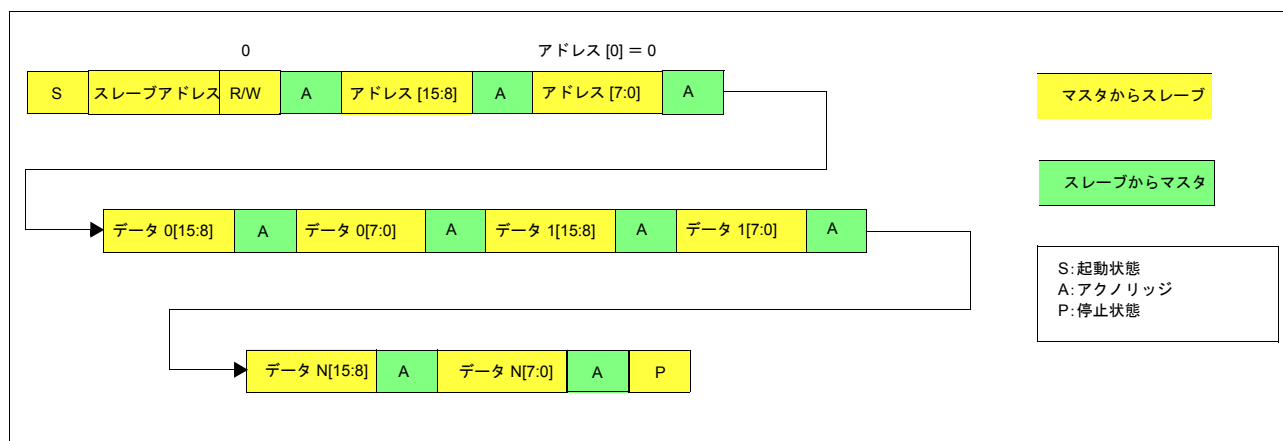 0 アドレス [0] = 0
S スレーブアドレス R/W A アドレス [15:8] A アドレス [7:0] A
マスタからスレーブ
スレーブからマスタ
データ 0[15:8] A データ 0[7:0] A データ 1[15:8] A データ 1[7:0] A
S:起動状態
A:アクノリッジ
P:停止状態
データ N[15:8] A データ N[7:0] A P